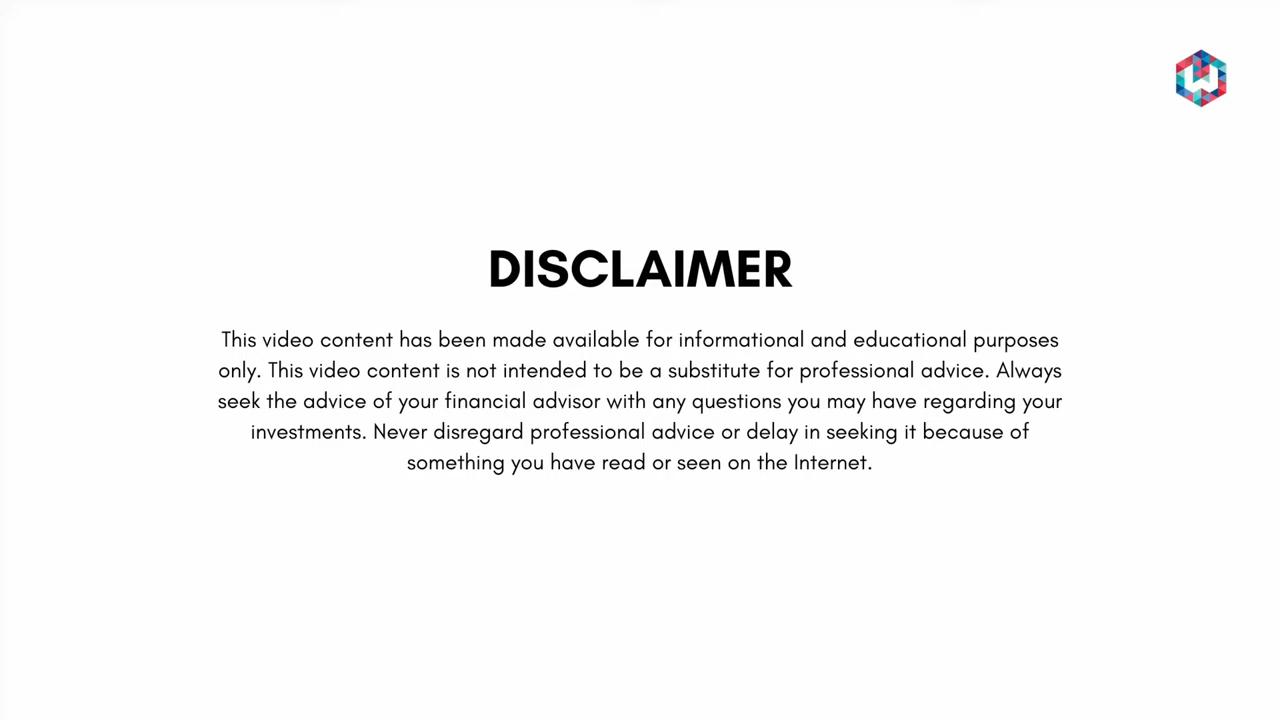 DISCLAIMER
This video content has been made available for informational and educational purposes
only. This video content is not intended to be a substitute for professional advice. Always
seek the advice of your financial advisor with any questions you may have regarding your
investments. Never disregard professional advice or delay in seeking it because of
something you have read or seen on the Internet.